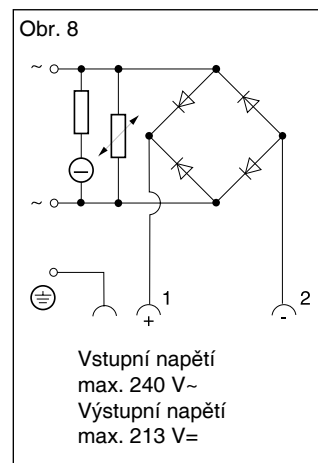 Obr. 8
~
~
1
2
+
-
Vstupní napětí
max. 240 V~
Výstupní napětí
max. 213 V=